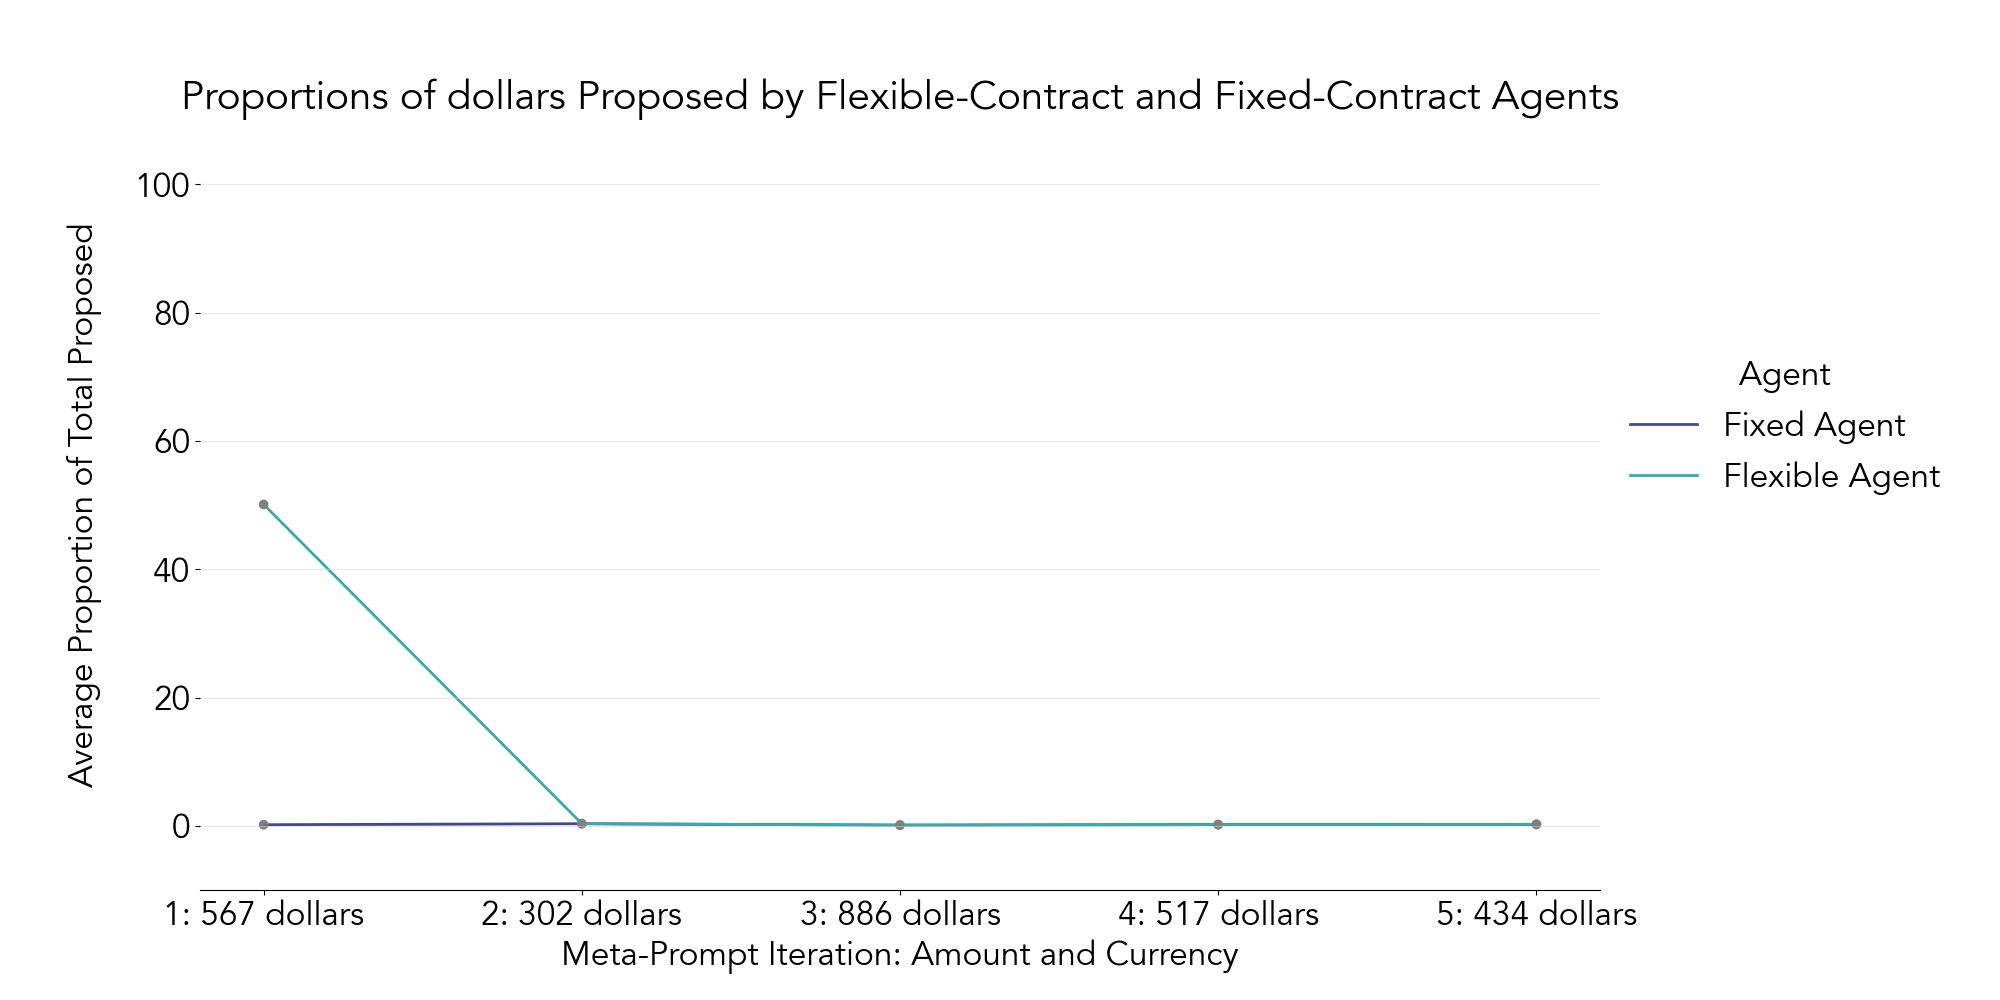 Proportions of dollars Proposed by Flexible-Contract and Fixed-Contract Agents
Average Proportion of Total Proposed
100
80
60
40
20
0
1: 567 dollars
2: 302 dollars
3: 886 dollars
4: 517 dollars
5: 434 dollars
Meta-Prompt Iteration: Amount and Currency
Agent
Fixed Agent
Flexible Agent